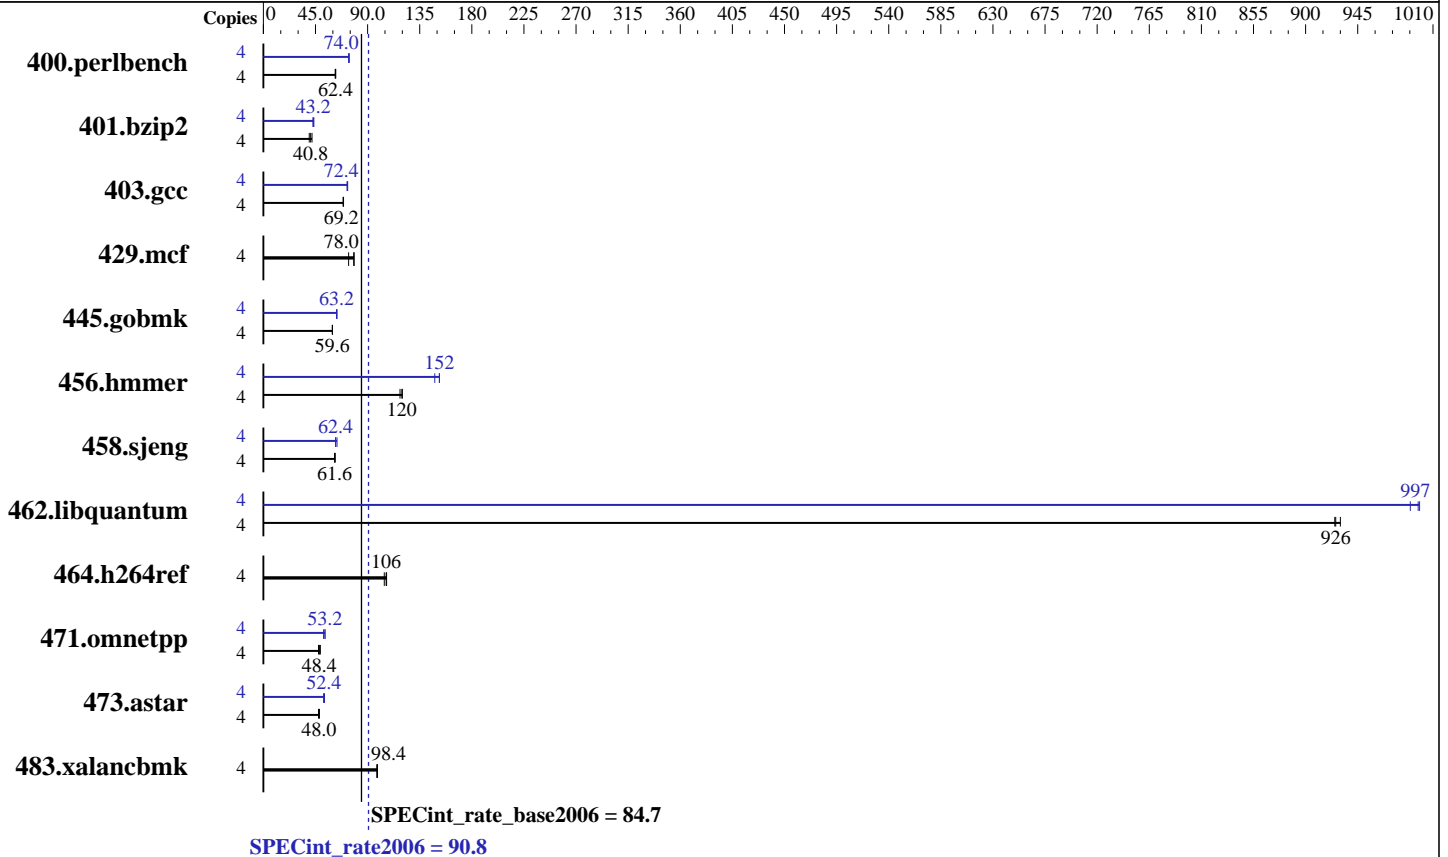 Copies 0 45.0 90.0 135 180 225 270 315 360 405 450 495 540 585 630 675 720 765 810 855 900 945 1010
400.perlbench 4 74.0
4 62.4
401.bzip2 4 43.2
4 40.8
403.gcc 4 72.4
4 69.2
429.mcf 4 78.0
445.gobmk 4 63.2
4 59.6
456.hmmer 4 152
4 120
458.sjeng 4 62.4
4 61.6
462.libquantum 4 997
4 926
464.h264ref 4 106
471.omnetpp 4 53.2
4 48.4
473.astar 4 52.4
4 48.0
483.xalancbmk 4 98.4
SPECint_rate_base2006 = 84.7
SPECint_rate2006 = 90.8